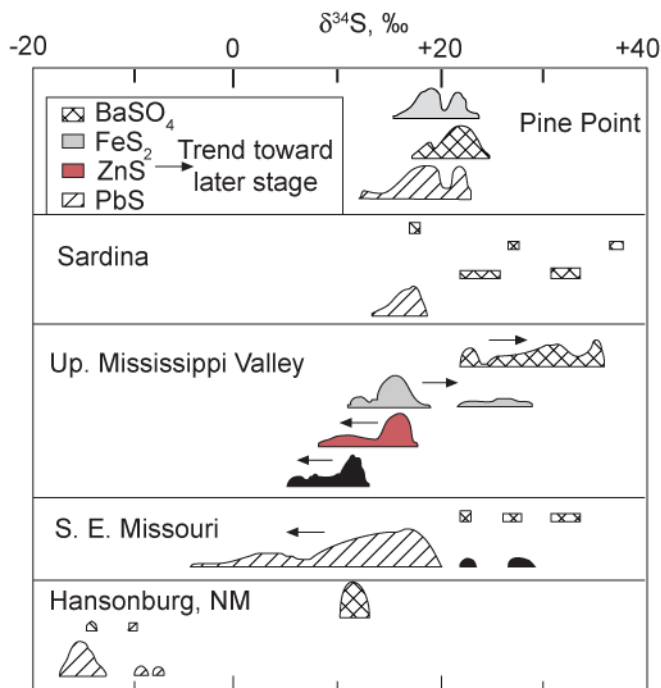 δ³⁴S, ‰
-20 0 +20 +40
BaSO₄
FeS₂
ZnS
PbS
Trend toward
later stage
Pine Point
Sardina
Up. Mississippi Valley
S. E. Missouri
Hansonburg, NM